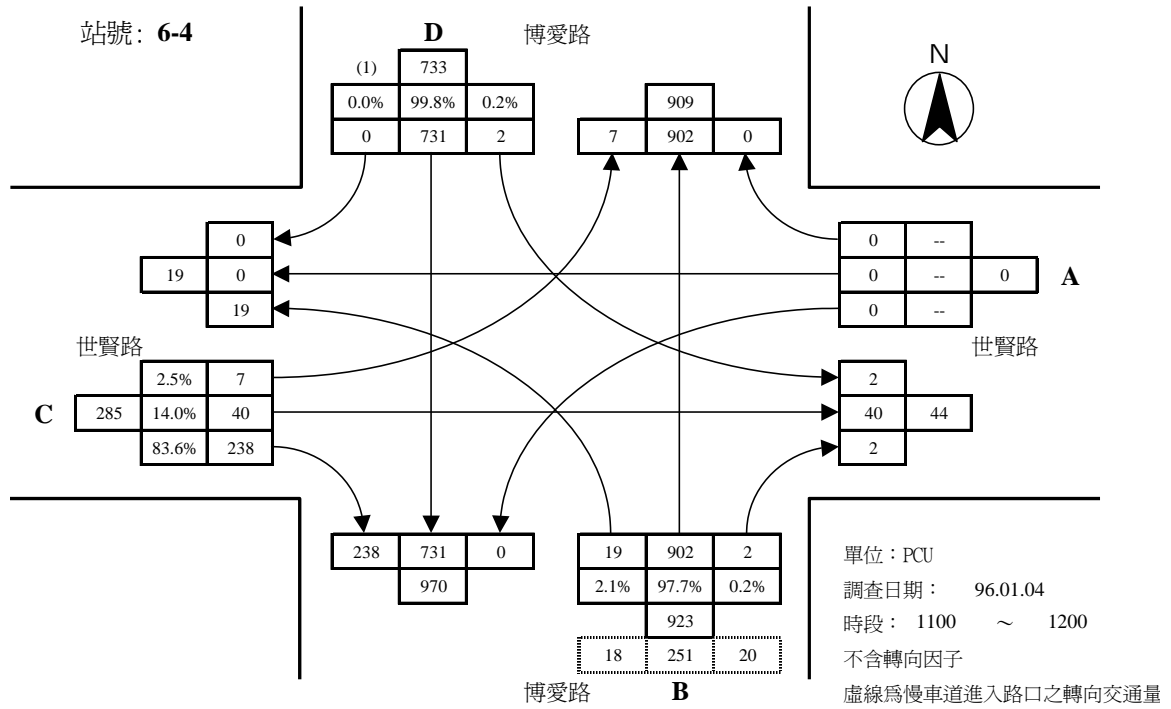 站號: 6-4
D 博愛路
N
(1) 733
0.0% 99.8% 0.2%
0 731 2
909
7 902 0
0
19 0
19
0 --
0 -- 0
0 --
A
世賢路
世賢路
2.5% 7
C 285 14.0% 40
83.6% 238
2
40 44
2
238 731 0
970
19 902 2
2.1% 97.7% 0.2%
923
18 251 20
博愛路 B
單位：PCU
調查日期： 96.01.04
時段： 1100 ～ 1200
不含轉向因子
虛線為慢車道進入路口之轉向交通量